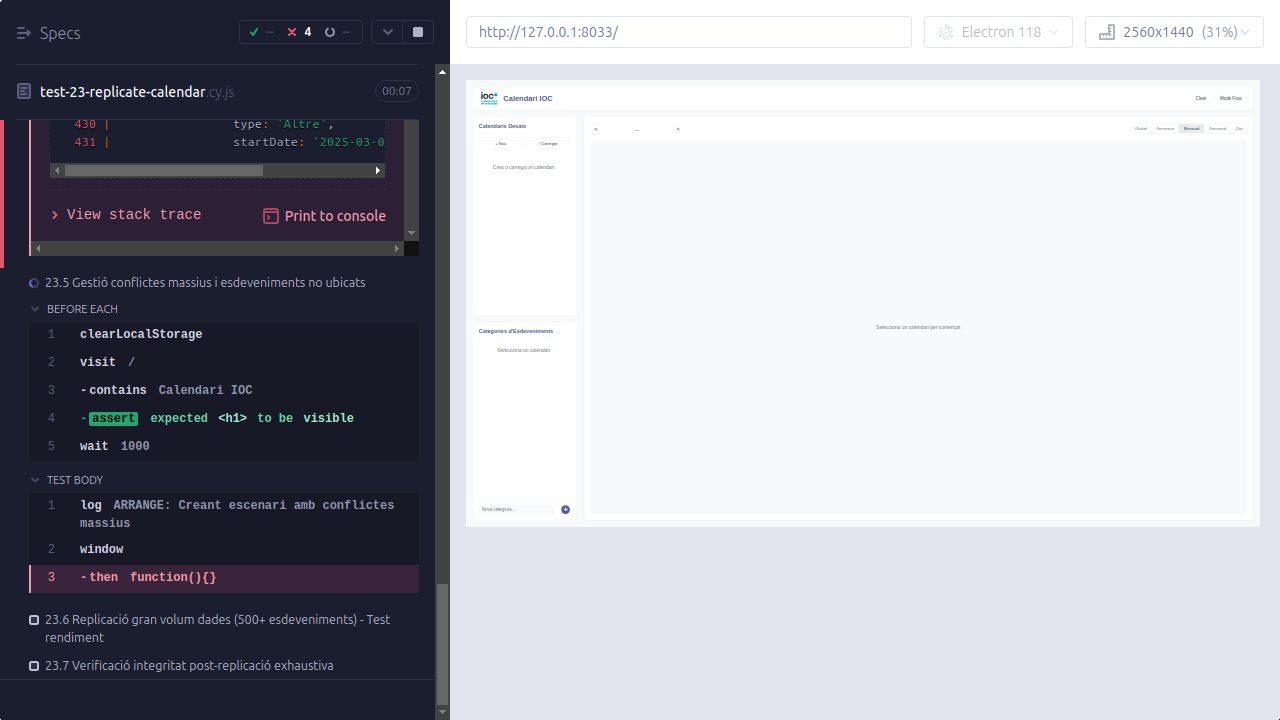 Specs
-- 4 --
http://127.0.0.1:8033/
Electron 118
2560x1440 (31%)
test-23-replicate-calendar.cy.js
00:07
430 | type: 'Altre',
431 | startDate: '2025-03-0
View stack trace
Print to console
23.5 Gestió conflictes massius i esdeveniments no ubicats
BEFORE EACH
1 clearLocalStorage
2 visit /
3 -contains Calendari IOC
4 -assert expected <h1> to be visible
5 wait 1000
TEST BODY
1 log ARRANGE: Creant escenari amb conflictes
massius
2 window
3 -then function(){}
23.6 Replicació gran volum dades (500+ esdeveniments) - Test
rendiment
23.7 Verificació integritat post-replicació exhaustiva
ioc
Calendari IOC
Clear
Mode Fosc
Calendaris Desats
+ Nou
Carregar
Crea o carrega un calendari.
Categories d'Esdeveniments
Selecciona un calendari.
Nova categoria...
+
<
...
>
Global
Semestral
Mensual
Setmanal
Dia
Selecciona un calendari per començar.